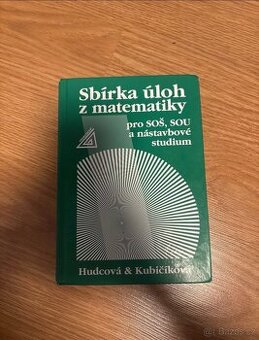 Sbírka úloh
z matematiky
pro SOŠ, SOU
a nástavbové
studium
Hudcová & Kubičíková